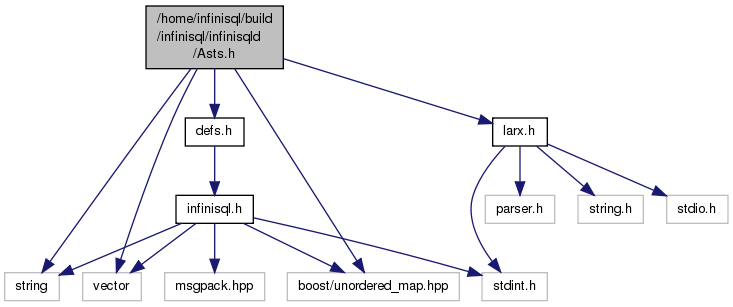 /home/infinisql/build
/infinisql/infinisqld
/Asts.h
defs.h
larx.h
infinisql.h
parser.h
string.h
stdio.h
string
vector
msgpack.hpp
boost/unordered_map.hpp
stdint.h